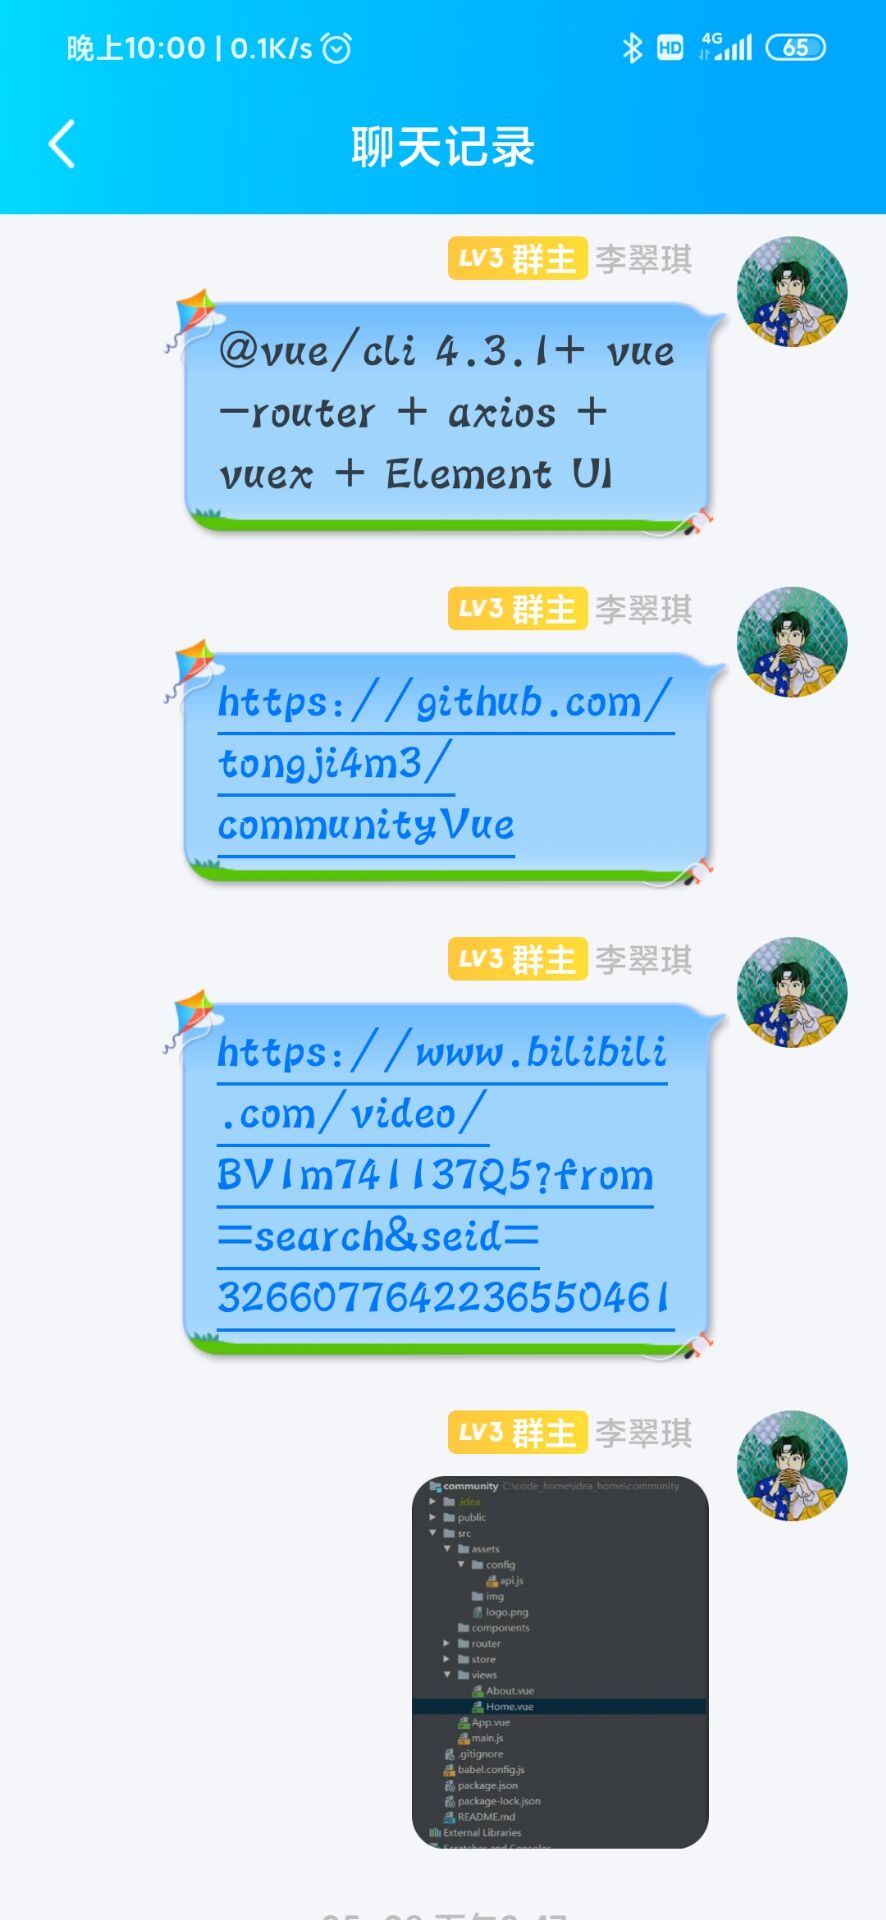 晚上10:00 | 0.1K/s
HD
4G
65
聊天记录
LV3 群主 李翠琪
@vue/cli 4.3.1+ vue
-router + axios +
vuex + Element UI
LV3 群主 李翠琪
https://github.com/
tongji4m3/
communityVue
LV3 群主 李翠琪
https://www.bilibili
.com/video/
BV1m741137Q5?from
=search&seid=
3266077642236550461
LV3 群主 李翠琪
community C:\code_home\idea_home\community
.idea
public
src
assets
config
api.js
img
logo.png
components
router
store
views
About.vue
Home.vue
App.vue
main.js
.gitignore
babel.config.js
package.json
package-lock.json
README.md
External Libraries
Scratches and Consoles